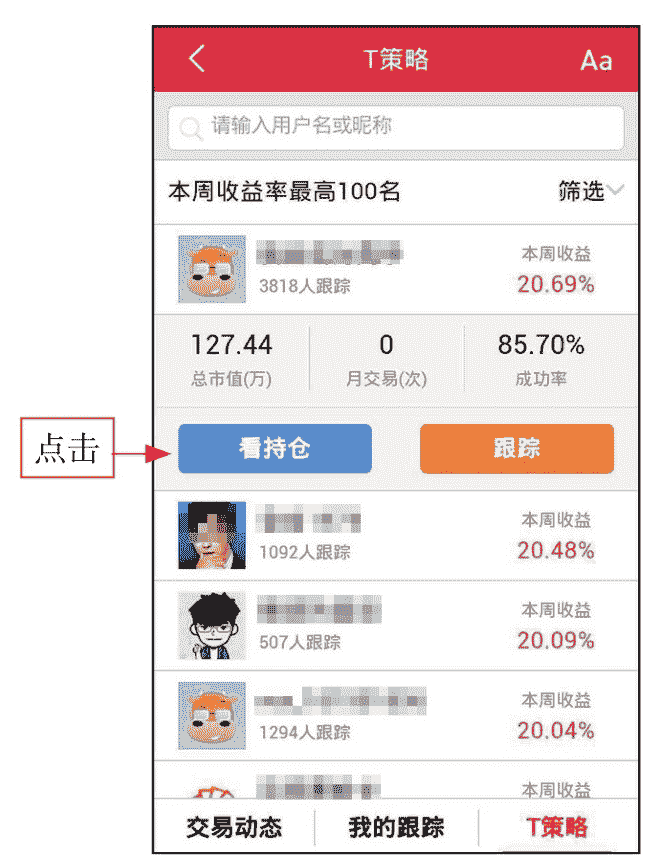 T策略 Aa
请输入用户名或昵称
本周收益率最高100名 筛选
本周收益
3818人跟踪 20.69%
127.44 0 85.70%
总市值(万) 月交易(次) 成功率
点击 看持仓 跟踪
本周收益
1092人跟踪 20.48%
本周收益
507人跟踪 20.09%
本周收益
1294人跟踪 20.04%
本周收益
交易动态 我的跟踪 T策略